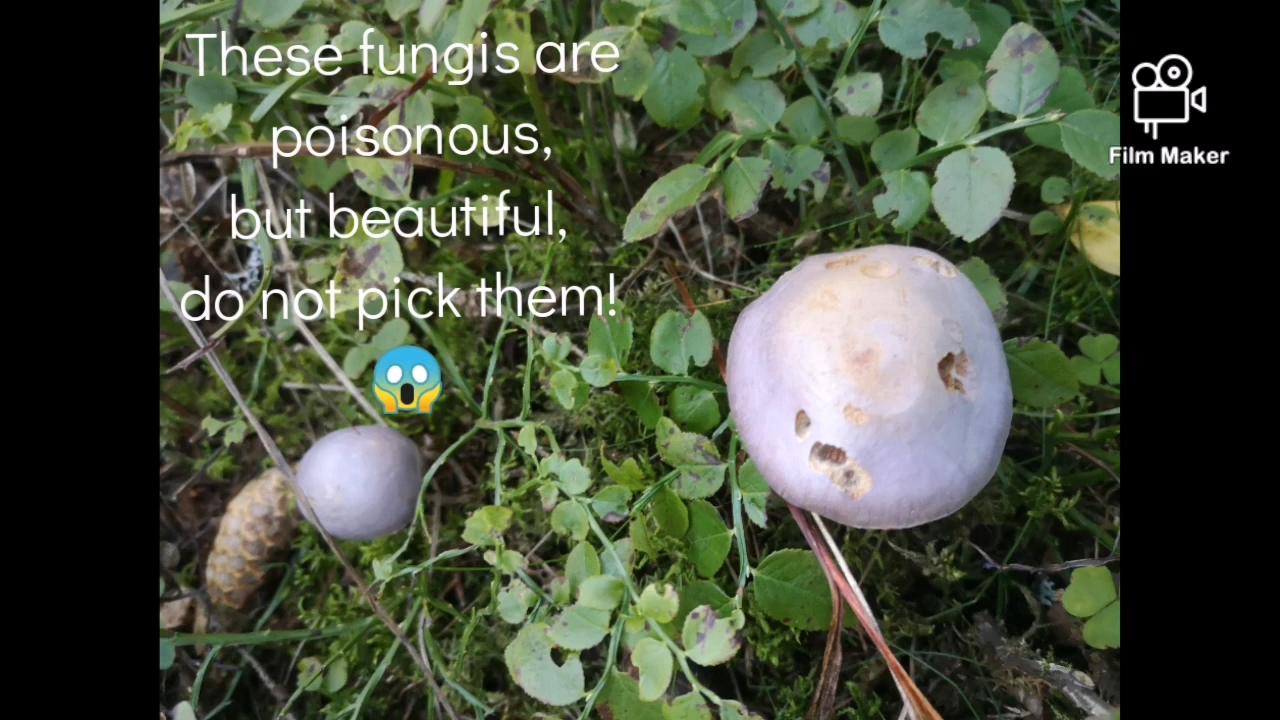 These fungis are
poisonous,
but beautiful,
do not pick them!
Film Maker